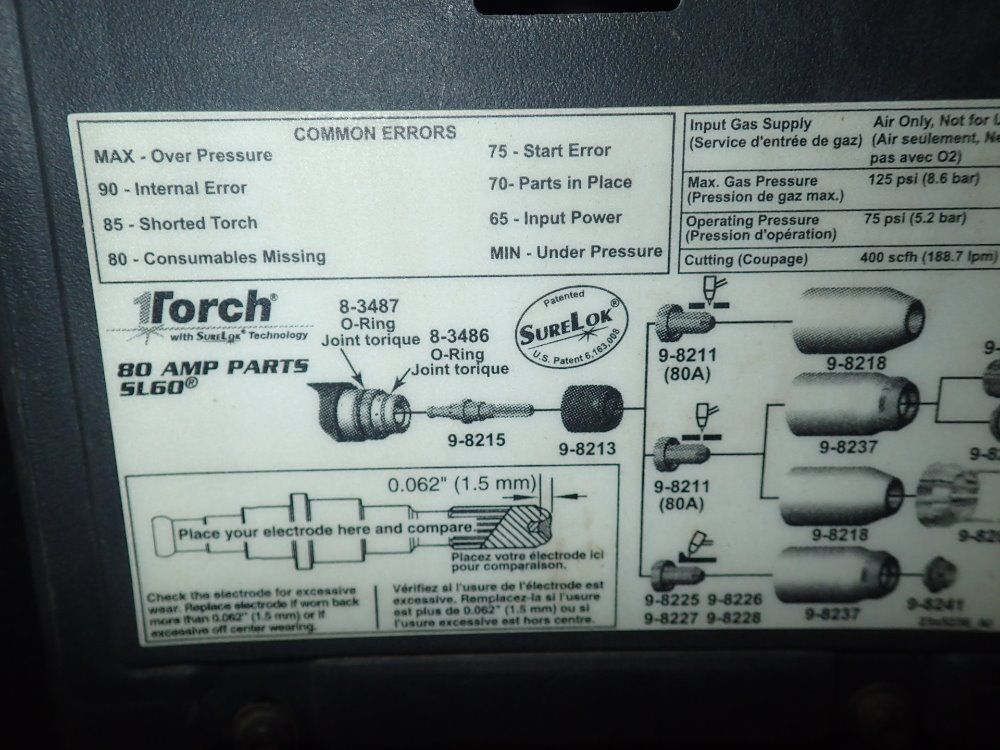 COMMON ERRORS
MAX - Over Pressure
90 - Internal Error
85 - Shorted Torch
80 - Consumables Missing
75 - Start Error
70- Parts in Place
65 - Input Power
MIN - Under Pressure
Input Gas Supply
(Service d'entrée de gaz)
Air Only, Not for
(Air seulement,
pas avec O2)
Max. Gas Pressure
(Pression de gaz max.)
125 psi (8.6 bar)
Operating Pressure
(Pression d'opération)
75 psi (5.2 bar)
Cutting (Coupage)
400 scfh (188.7 lpm)
1Torch®
with SURELOK® Technology
80 AMP PARTS
SL60®
8-3487
O-Ring
Joint torique
8-3486
O-Ring
Joint torique
Patented
SURELOK®
U.S. Patent 6,163,008
9-8215
9-8213
9-8211
(80A)
9-8218
9-8211
(80A)
9-8237
9-8218
9-8225 9-8226
9-8227 9-8228
9-8237
9-8241
0.062" (1.5 mm)
Place your electrode here and compare.
Placez votre électrode ici
pour comparaison.
Check the electrode for excessive
wear. Replace electrode if worn back
more than 0.062" (1.5 mm) or if
excessive off center wearing.
Vérifiez si l'usure de l'électrode est
excessive. Remplacez-la si l'usure
est plus de 0.062" (1.5 mm) ou si
l'usure excessive est hors centre.